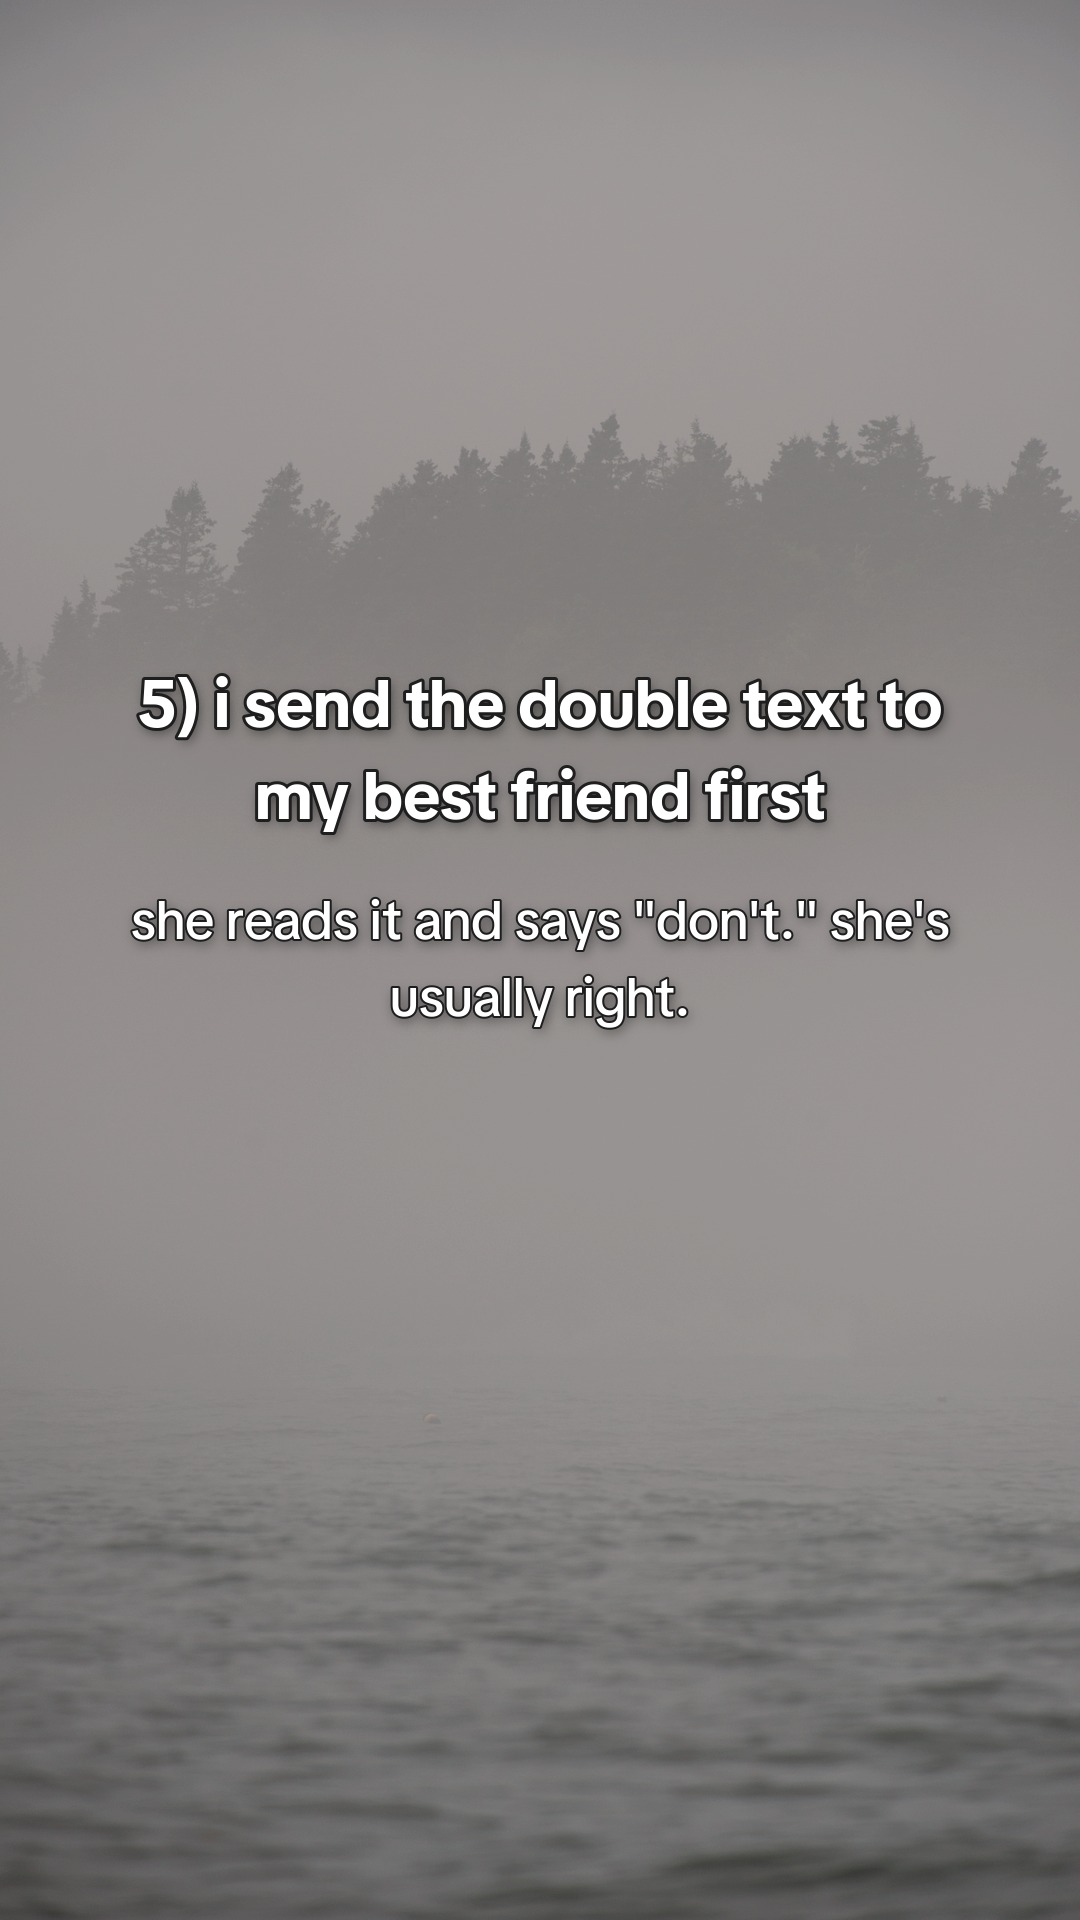 5) i send the double text to
my best friend first
she reads it and says "don't." she's
usually right.